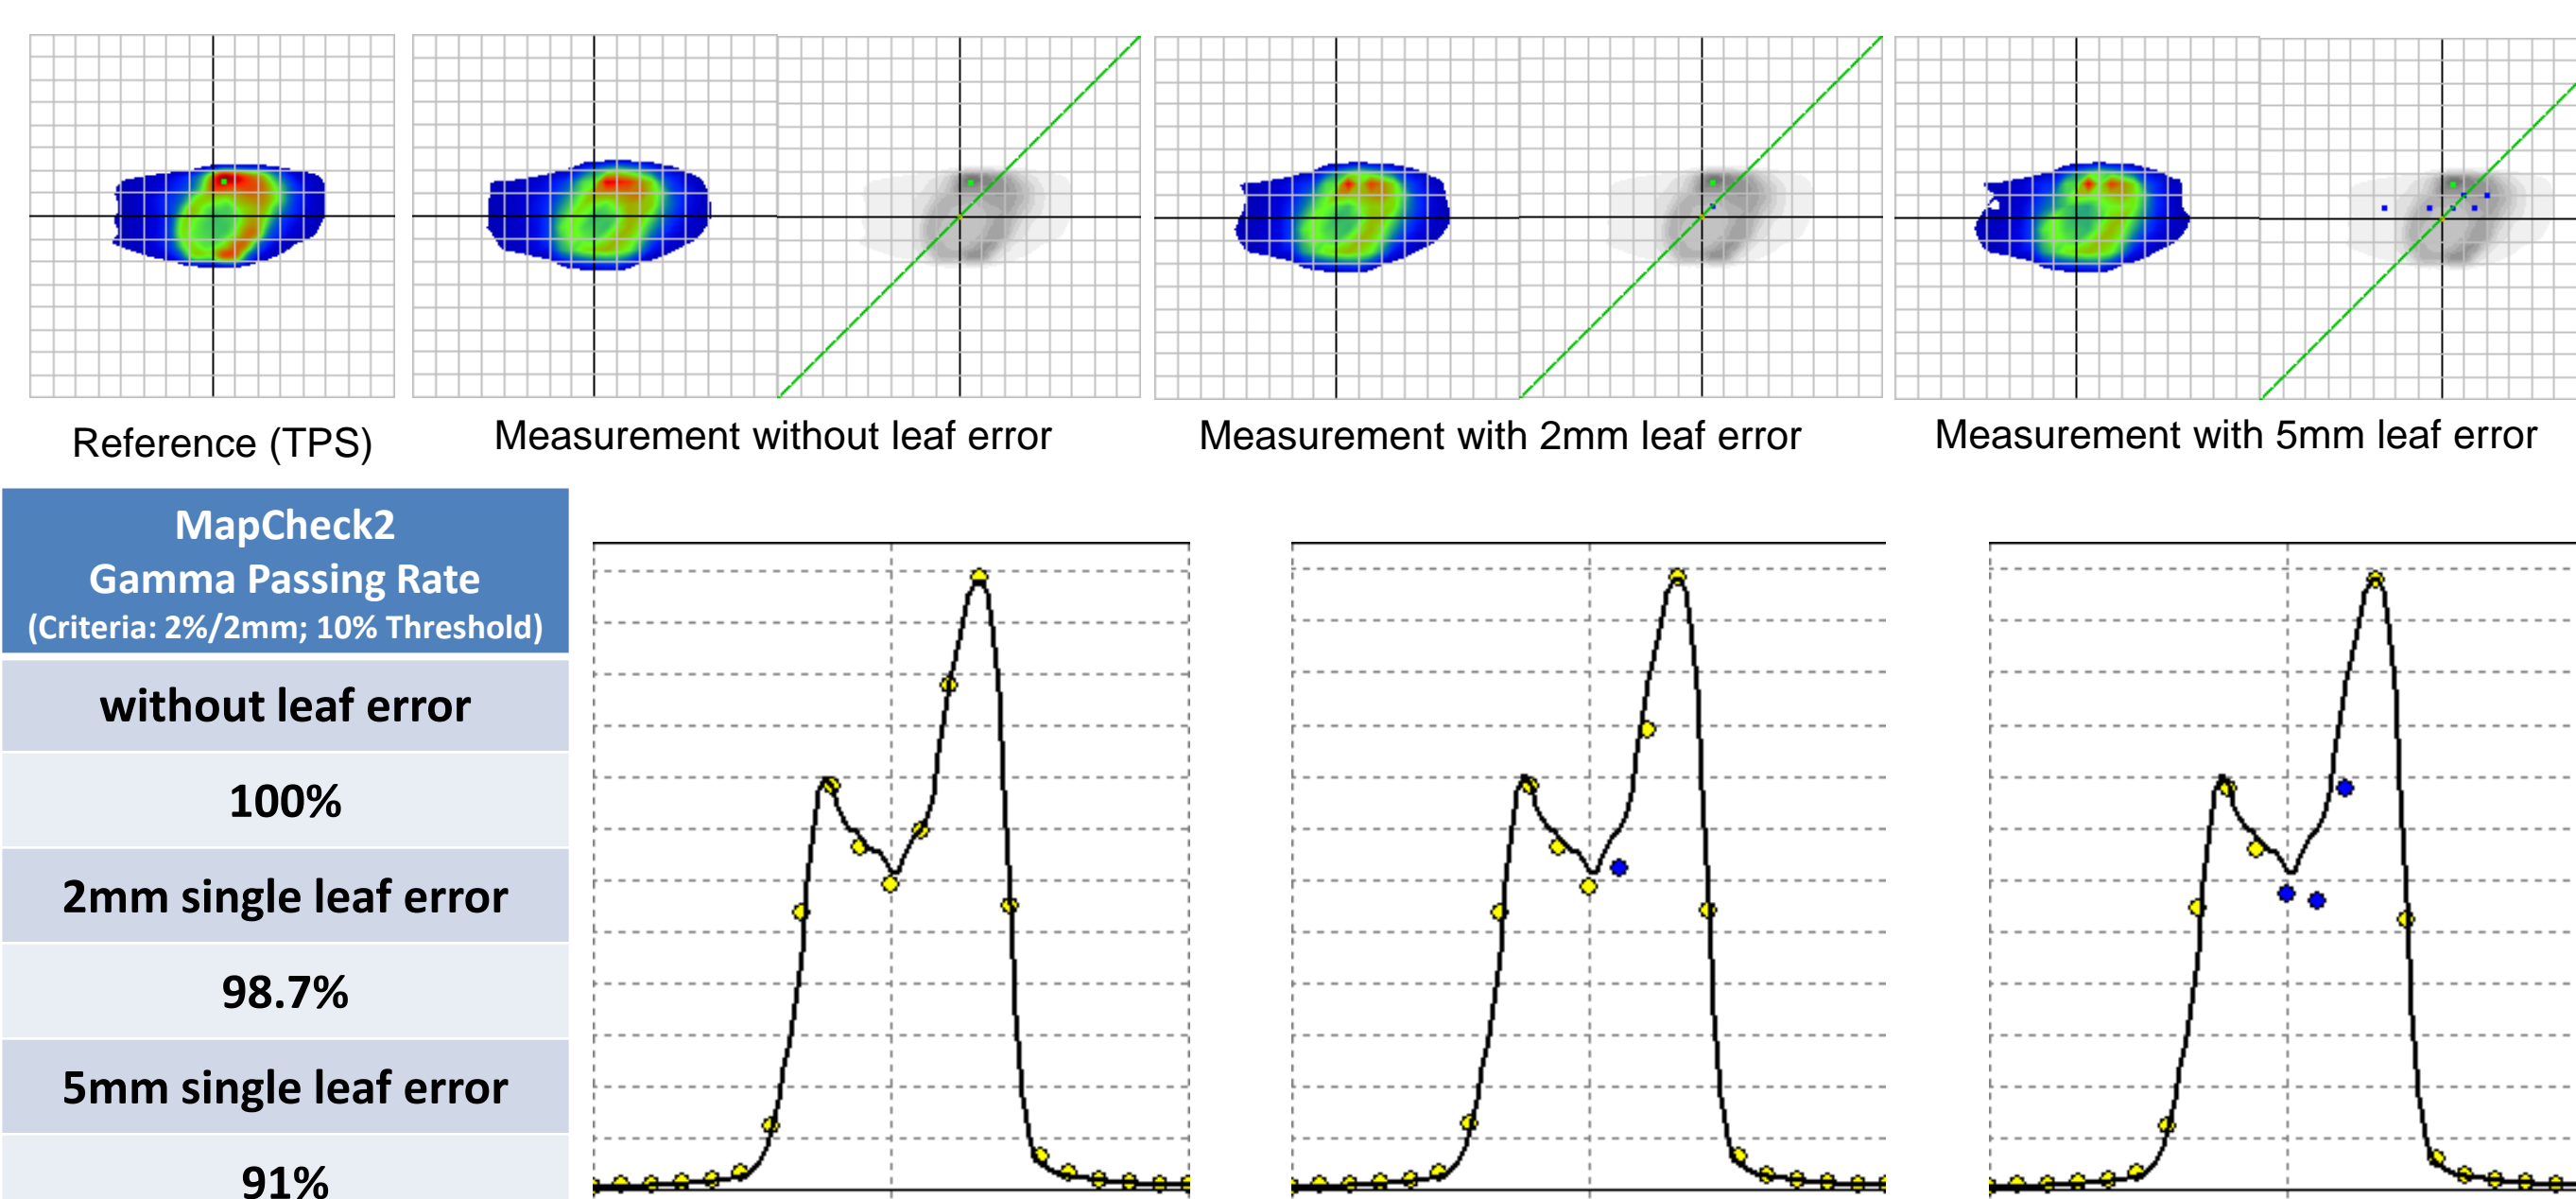 Reference (TPS)
Measurement without leaf error
Measurement with 2mm leaf error
Measurement with 5mm leaf error
MapCheck2
Gamma Passing Rate
(Criteria: 2%/2mm; 10% Threshold)
without leaf error
100%
2mm single leaf error
98.7%
5mm single leaf error
91%